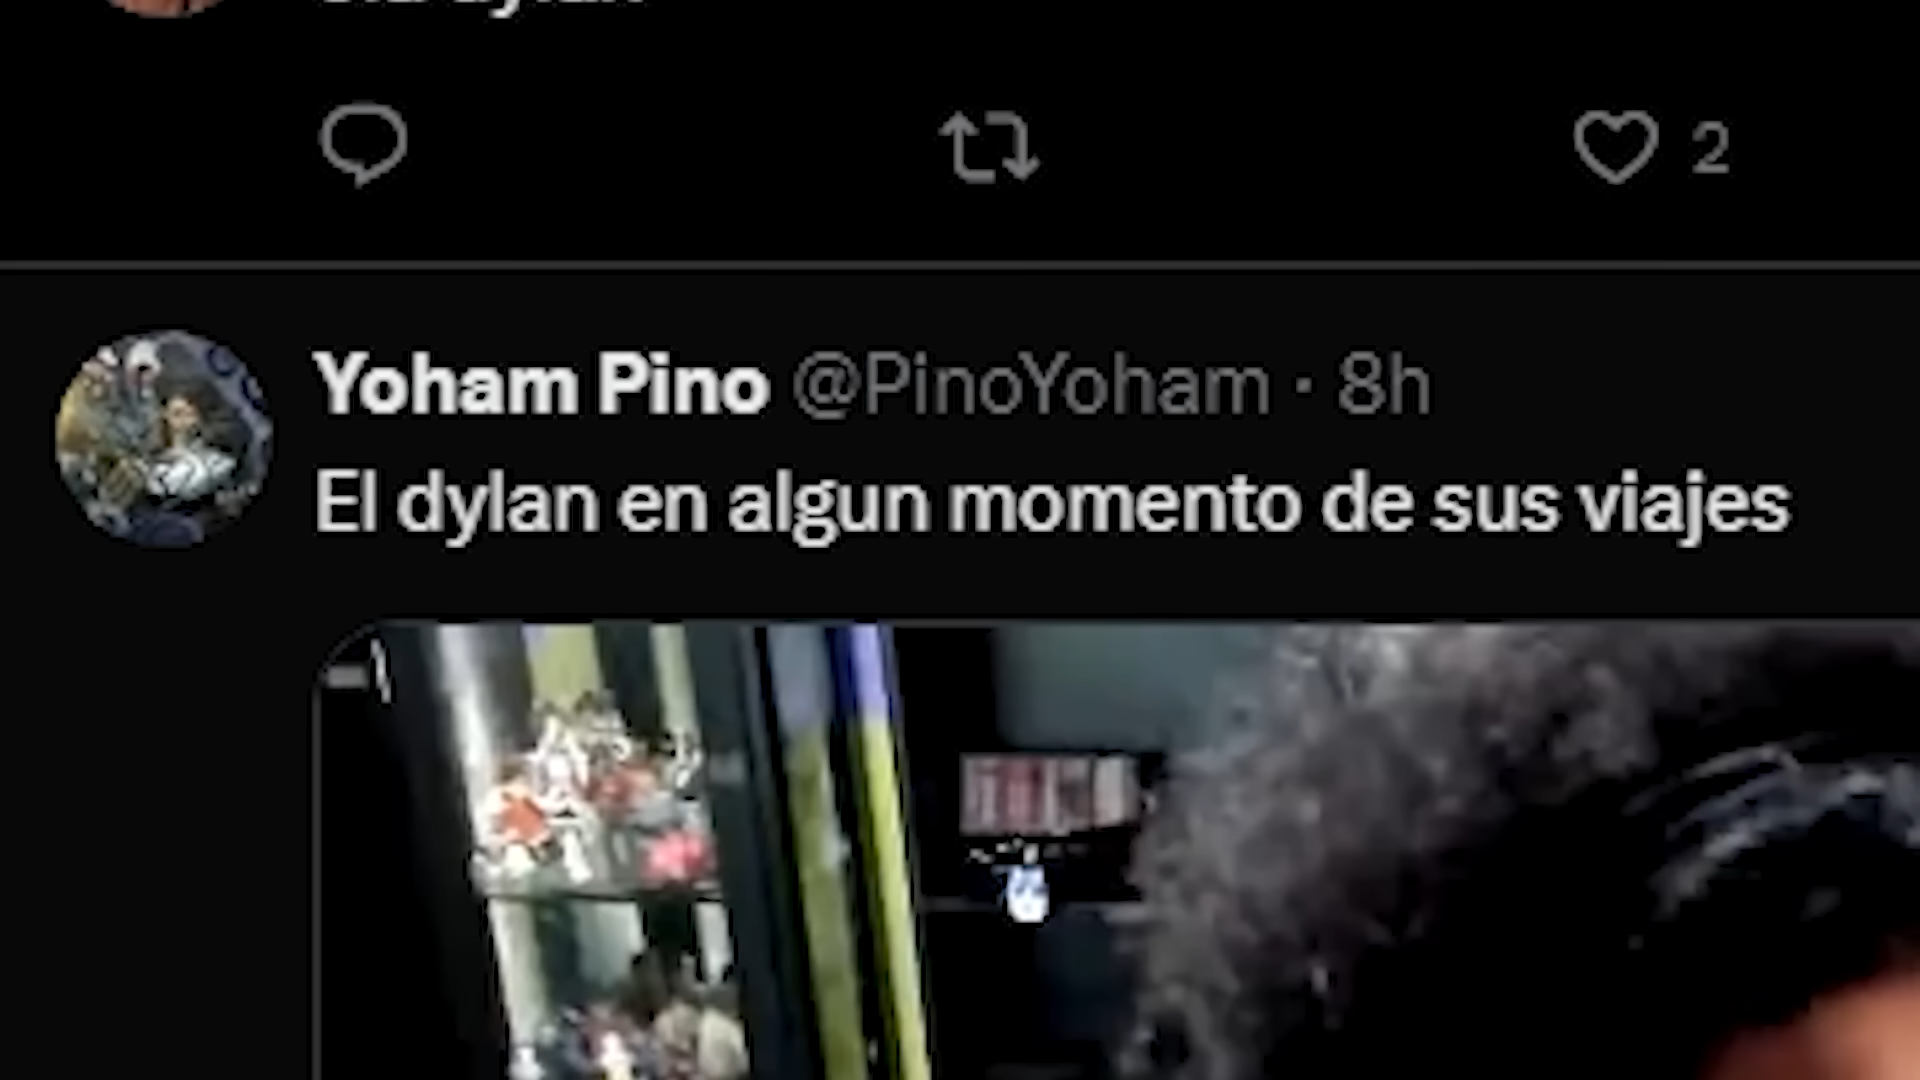 2
Yoham Pino @PinoYoham · 8h
El dylan en algun momento de sus viajes